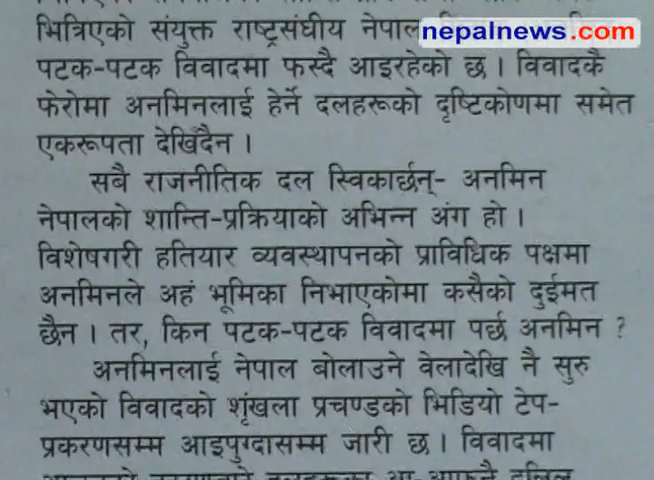 nepalnews.com
भित्रिएको संयुक्त राष्ट्रसंघीय नेपाल
पटक-पटक विवादमा फस्दै आइरहेको छ । विवादकै
फेरोमा अनमिनलाई हेर्ने दलहरूको दृष्टिकोणमा समेत
एकरूपता देखिँदैन ।
सबै राजनीतिक दल स्विकार्छन्- अनमिन
नेपालको शान्ति-प्रक्रियाको अभिन्न अंग हो ।
विशेषगरी हतियार व्यवस्थापनको प्राविधिक पक्षमा
अनमिनले अहं भूमिका निभाएकोमा कसैको दुईमत
छैन । तर, किन पटक-पटक विवादमा पर्छ अनमिन ?
अनमिनलाई नेपाल बोलाउने वेलादेखि नै सुरु
भएको विवादको शृंखला प्रचण्डको भिडियो टेप-
प्रकरणसम्म आइपुग्दासम्म जारी छ । विवादमा